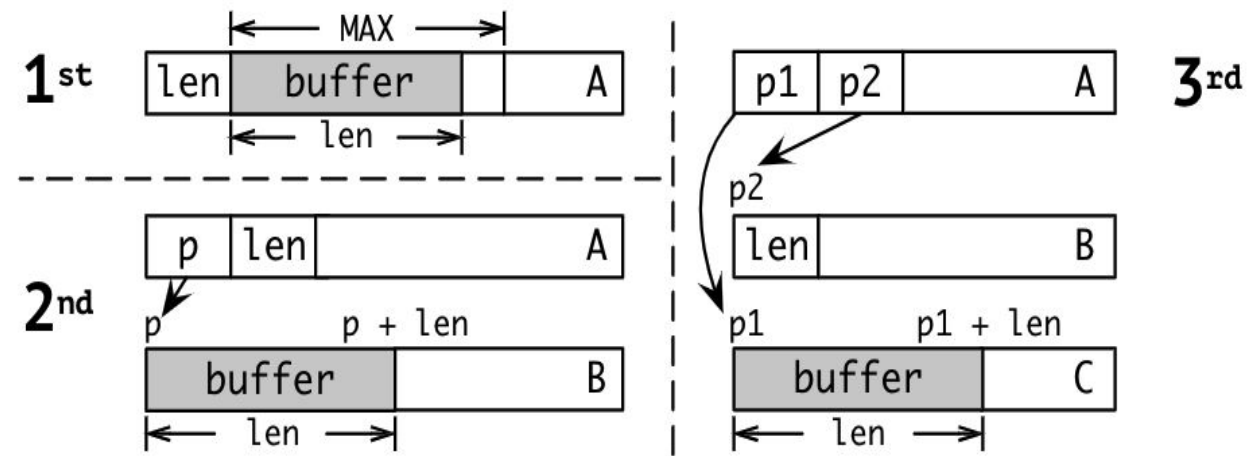 1st
MAX
len buffer A
len
2nd
p len A
p p + len
buffer B
len
3rd
p1 p2 A
p2
len B
p1 p1 + len
buffer C
len